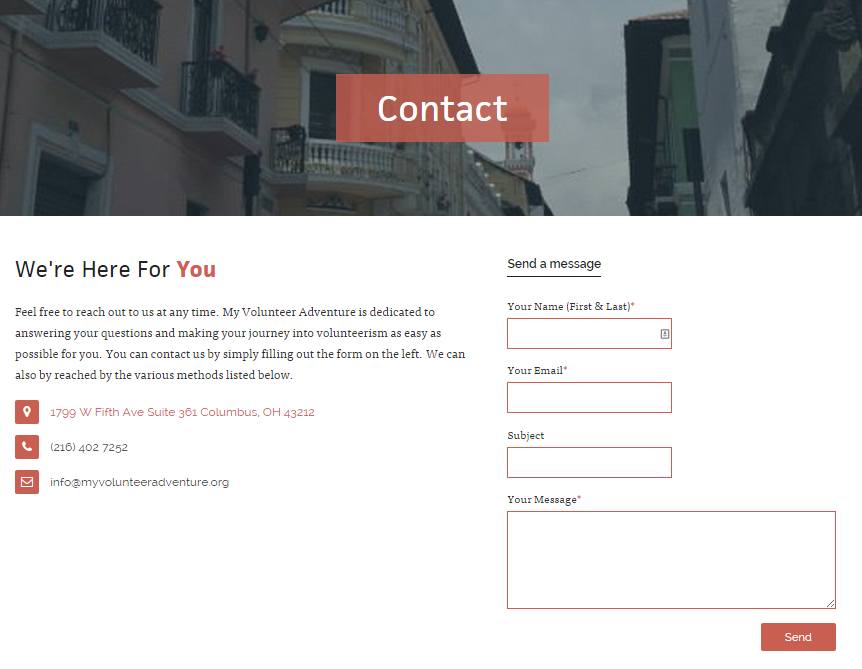 Contact
We're Here For You
Feel free to reach out to us at any time. My Volunteer Adventure is dedicated to
answering your questions and making your journey into volunteerism as easy as
possible for you. You can contact us by simply filling out the form on the left. We can
also by reached by the various methods listed below.
1799 W Fifth Ave Suite 361 Columbus, OH 43212
(216) 402 7252
info@myvolunteeradventure.org
Send a message
Your Name (First & Last)*
Your Email*
Subject
Your Message*
Send